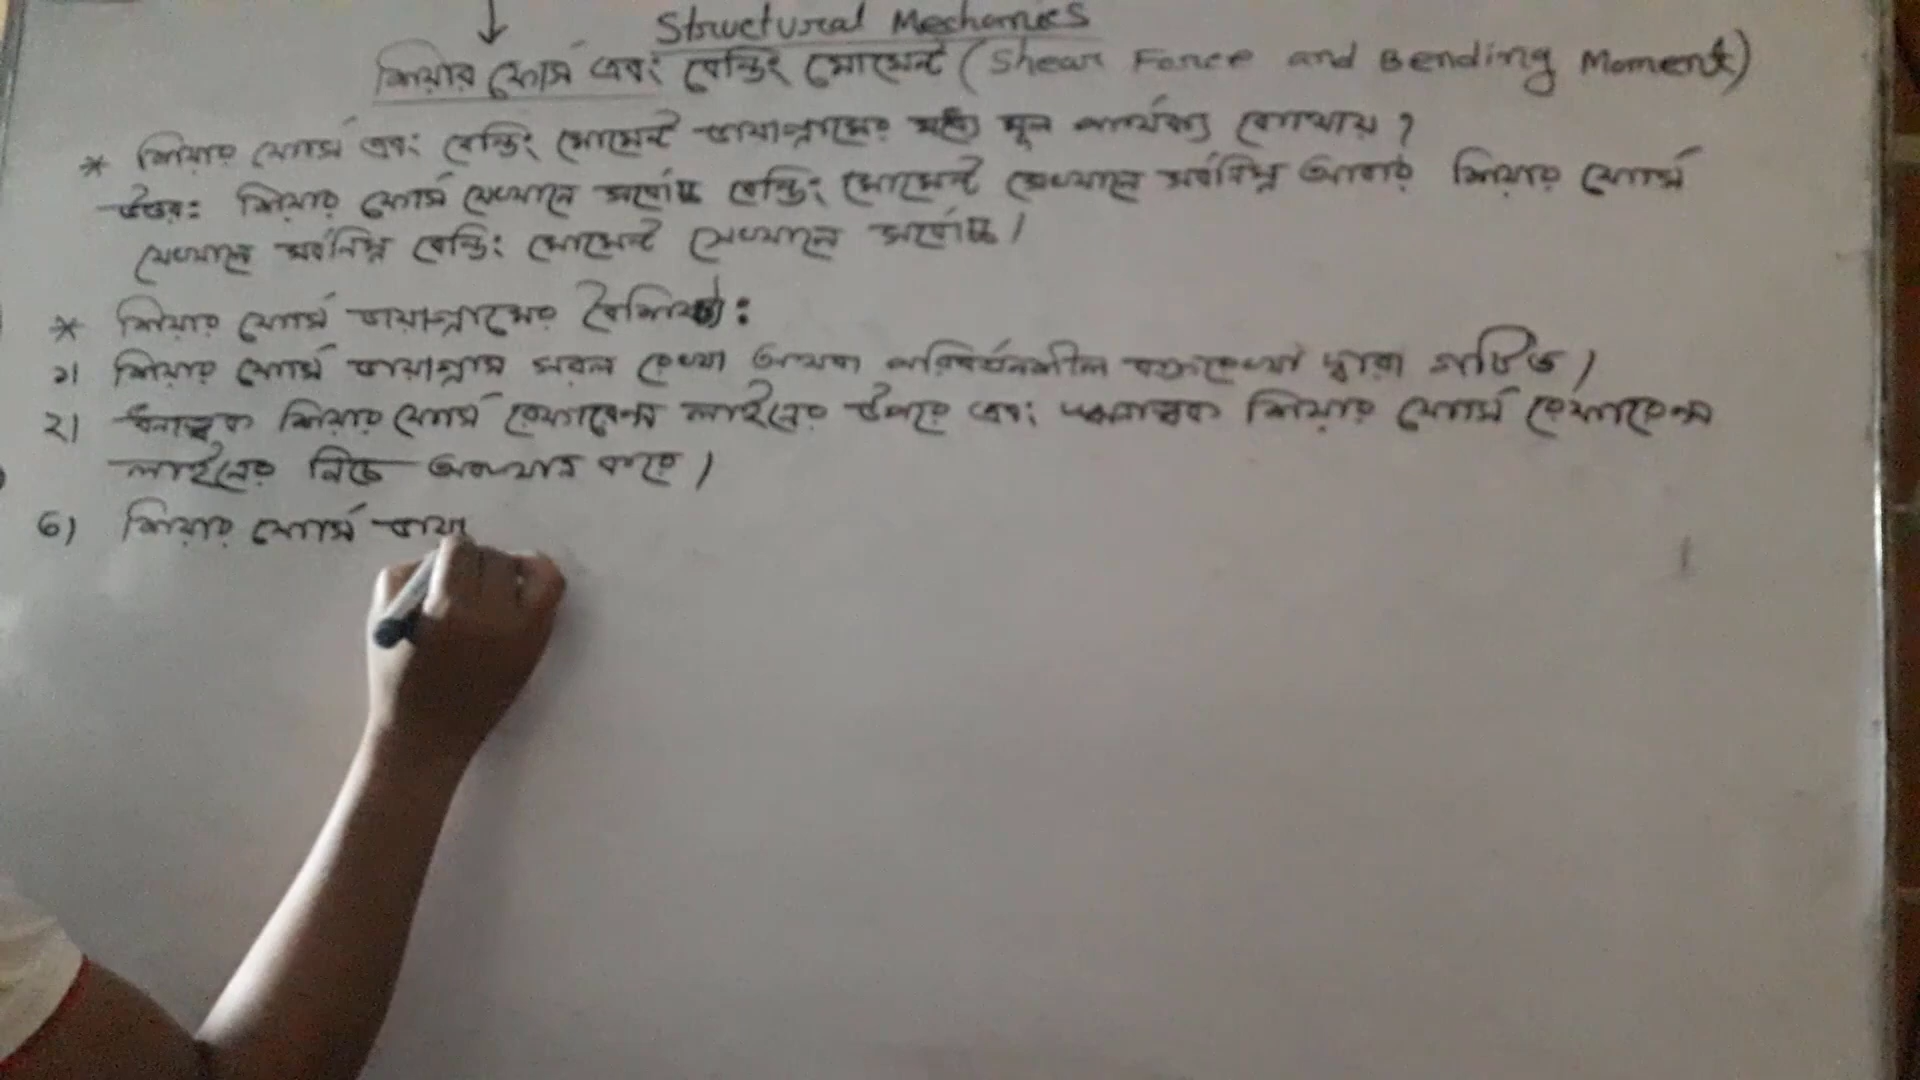 Structural Mechanics
শিয়ার ফোর্স এবং বেন্ডিং মোমেন্ট (Shear Force and Bending Moment)
* শিয়ার ফোর্স এবং বেন্ডিং মোমেন্ট ডায়াগ্রামের মধ্যে মূল পার্থক্য কোথায় ?
উত্তর: শিয়ার ফোর্স যেখানে সর্বোচ্চ বেন্ডিং মোমেন্ট সেখানে সর্বনিম্ন আবার শিয়ার ফোর্স
যেখানে সর্বনিম্ন বেন্ডিং মোমেন্ট সেখানে সর্বোচ্চ।
* শিয়ার ফোর্স ডায়াগ্রামের বৈশিষ্ট্য :
১। শিয়ার ফোর্স ডায়াগ্রাম সরল রেখা অথবা পরিবর্তনশীল বক্ররেখা দ্বারা গঠিত।
২। ধনাত্মক শিয়ার ফোর্স রেফারেন্স লাইনের উপরে এবং ঋণাত্মক শিয়ার ফোর্স রেফারেন্স
লাইনের নিচে অবস্থান করে।
৩। শিয়ার ফোর্স ডায়া